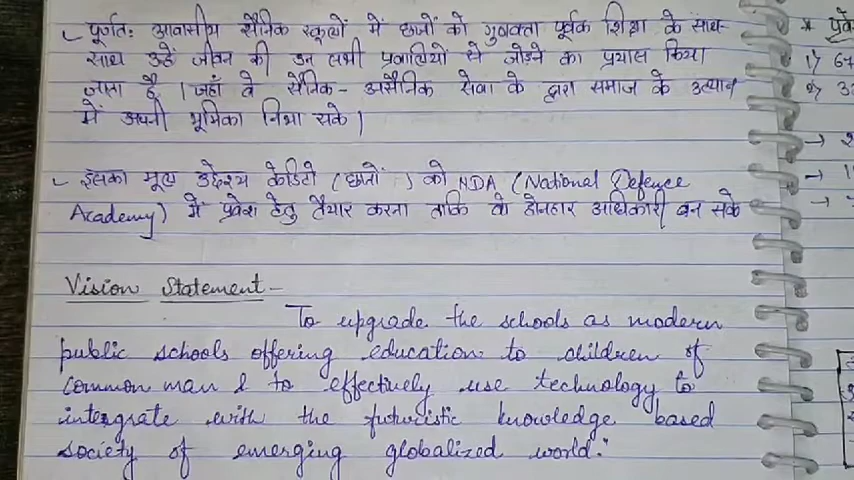 पूर्णतः आवासीय सैनिक स्कूलों में छात्रों को गुणवत्ता पूर्वक शिक्षा के साथ-
साथ उन्हें जीवन की उन सभी प्रणालियों से जोड़ने का प्रयास किया
जाता है । जहाँ वे सैनिक - असैनिक सेवा के द्वारा समाज के उत्थान
में अपनी भूमिका निभा सके।
इसका मूल उद्देश्य केडिटो (छात्रों) को NDA (National Defence
Academy) में प्रवेश हेतु तैयार करना ताकि वो होनहार अधिकारी बन सके
Vision Statement -
To upgrade the schools as modern
public schools offering education to children of
common man & to effectively use technology to
integrate with the futuristic knowledge based
society of emerging globalized world."
1) 67